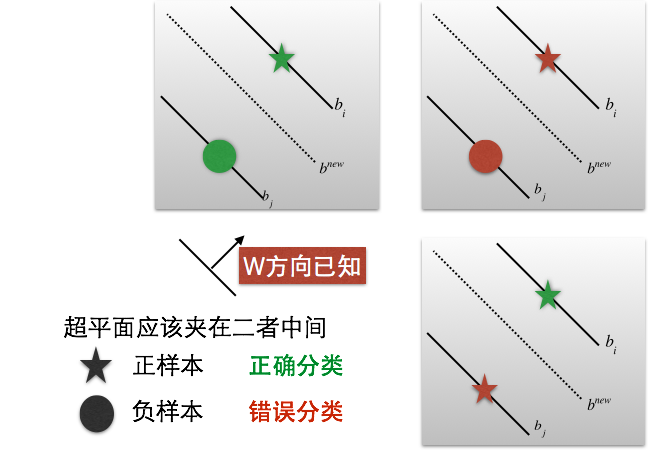 b_i
b^new
b_j
b_i
b^new
b_j
W方向已知
超平面应该夹在二者中间
正样本 正确分类
负样本 错误分类
b_i
b^new
b_j